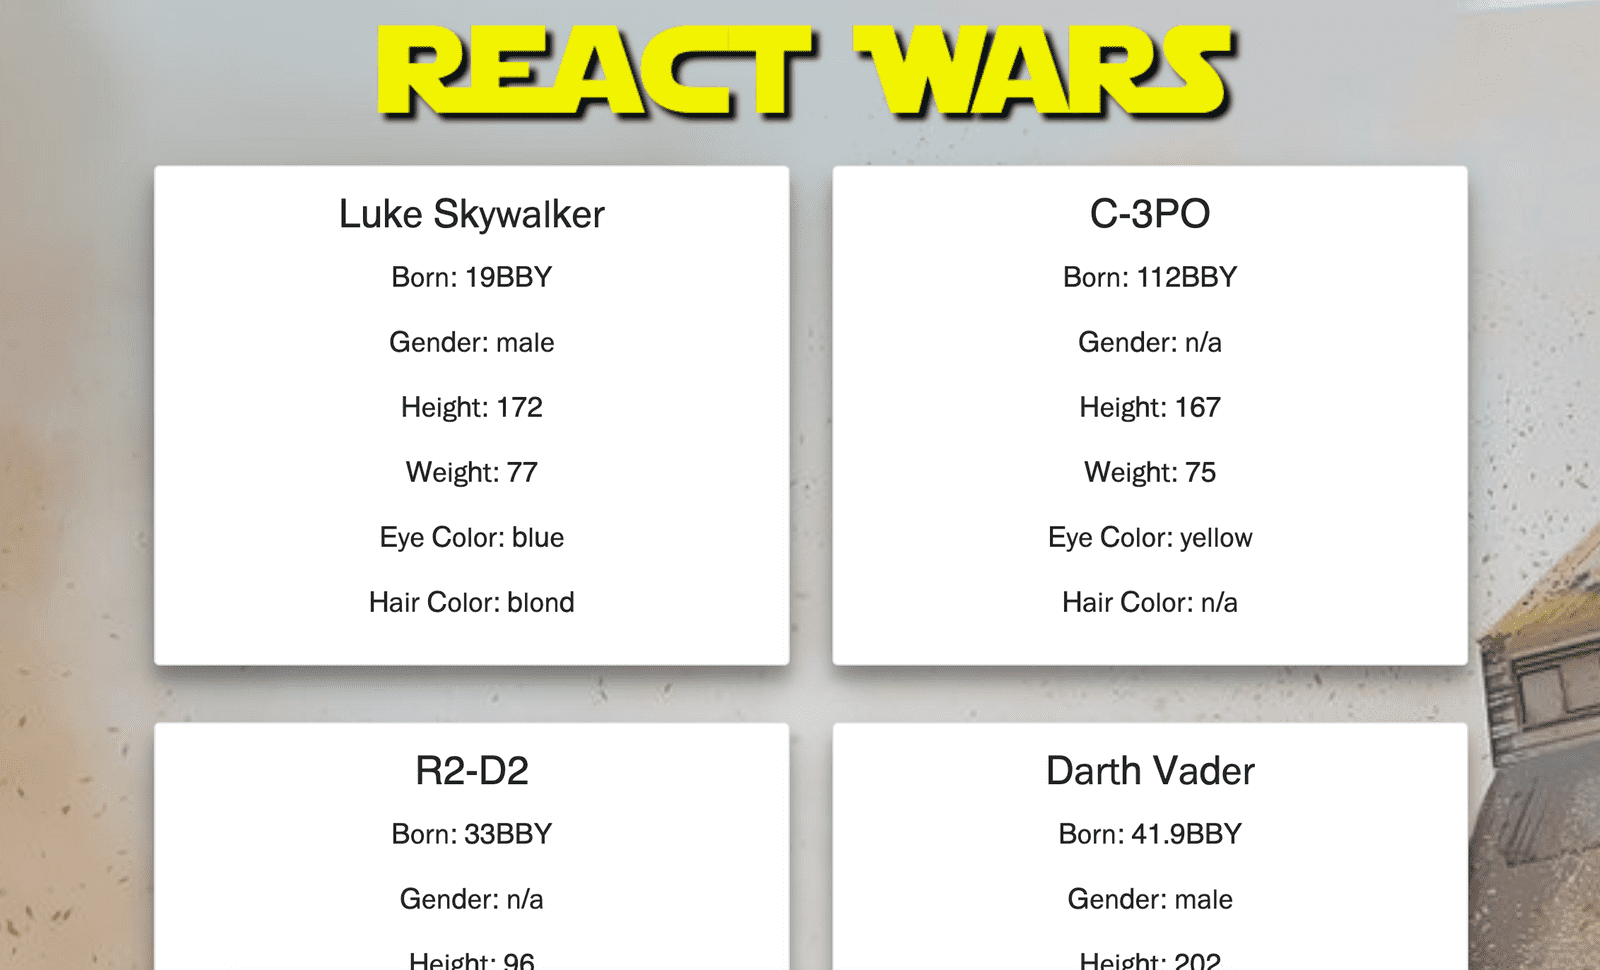 REACT WARS
Luke Skywalker
Born: 19BBY
Gender: male
Height: 172
Weight: 77
Eye Color: blue
Hair Color: blond
C-3PO
Born: 112BBY
Gender: n/a
Height: 167
Weight: 75
Eye Color: yellow
Hair Color: n/a
R2-D2
Born: 33BBY
Gender: n/a
Height: 96
Darth Vader
Born: 41.9BBY
Gender: male
Height: 202